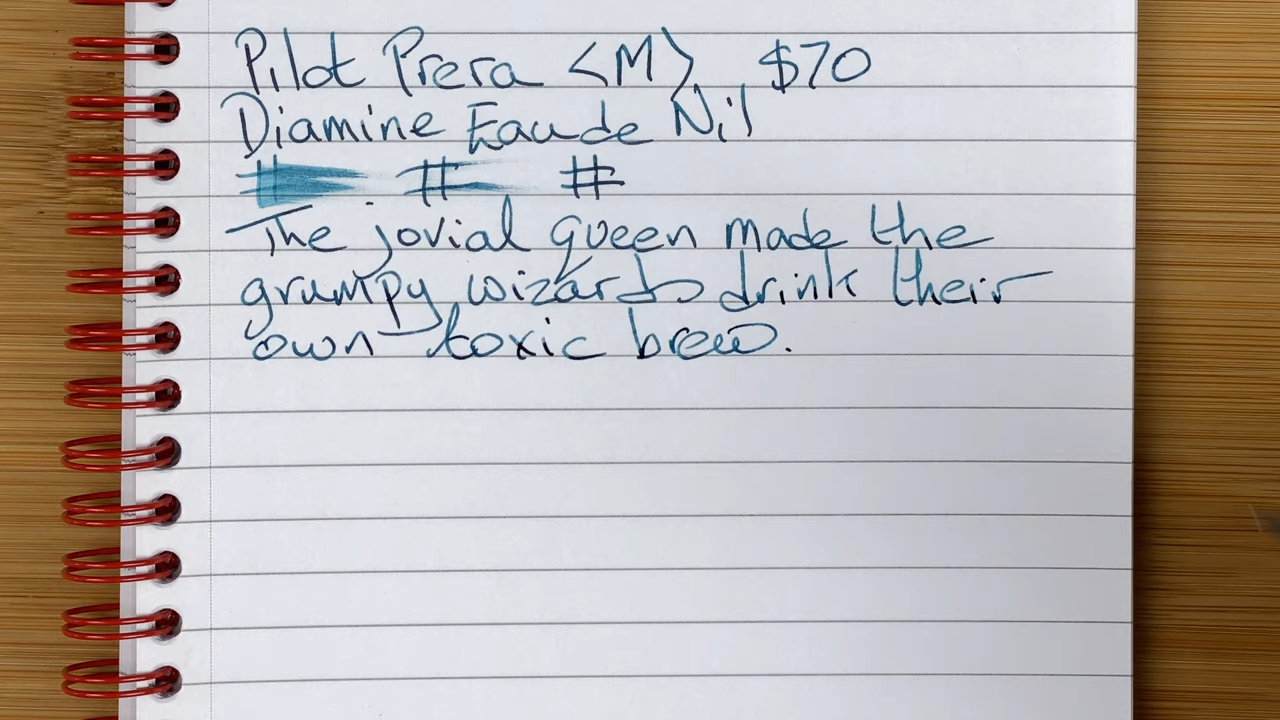 Pilot Prera <M> $70
Diamine Eau de Nil
# # #
The jovial queen made the
grumpy wizards drink their
own toxic brew.